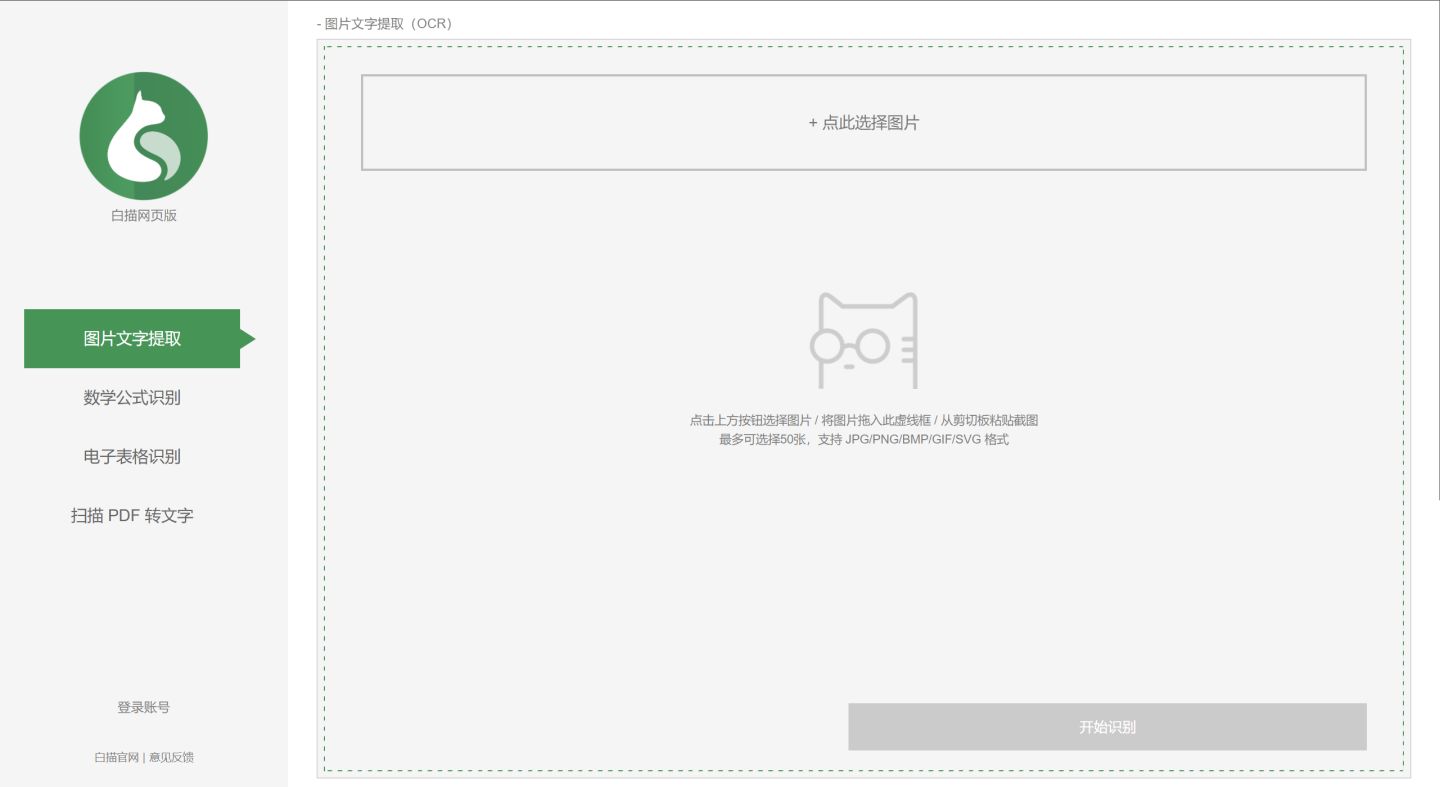 白描网页版
图片文字提取
数学公式识别
电子表格识别
扫描 PDF 转文字
登录账号
白描官网 | 意见反馈
- 图片文字提取（OCR）
+ 点此选择图片
点击上方按钮选择图片 / 将图片拖入此虚线框 / 从剪切板粘贴截图
最多可选择50张，支持 JPG/PNG/BMP/GIF/SVG 格式
开始识别